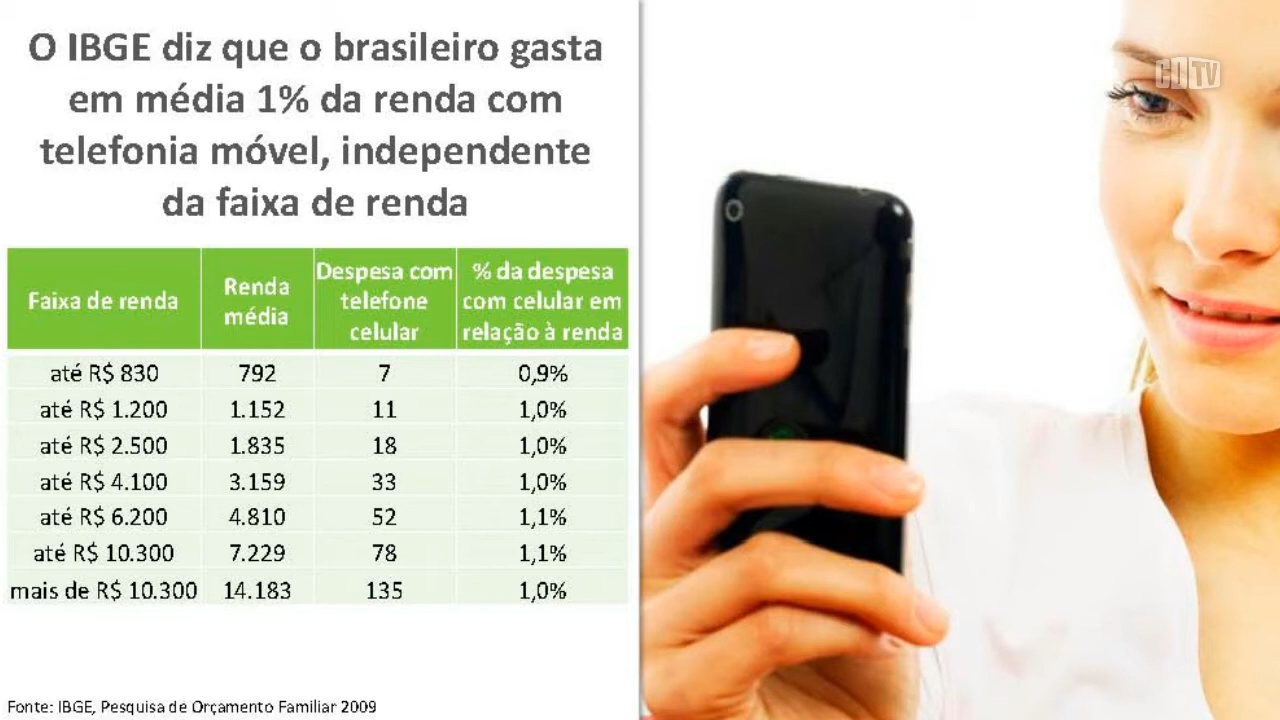 O IBGE diz que o brasileiro gasta
em média 1% da renda com
telefonia móvel, independente
da faixa de renda
Faixa de renda
Renda
média
Despesa com
telefone
celular
% da despesa
com celular em
relação à renda
até R$ 830 792 7 0,9%
até R$ 1.200 1.152 11 1,0%
até R$ 2.500 1.835 18 1,0%
até R$ 4.100 3.159 33 1,0%
até R$ 6.200 4.810 52 1,1%
até R$ 10.300 7.229 78 1,1%
mais de R$ 10.300 14.183 135 1,0%
Fonte: IBGE, Pesquisa de Orçamento Familiar 2009